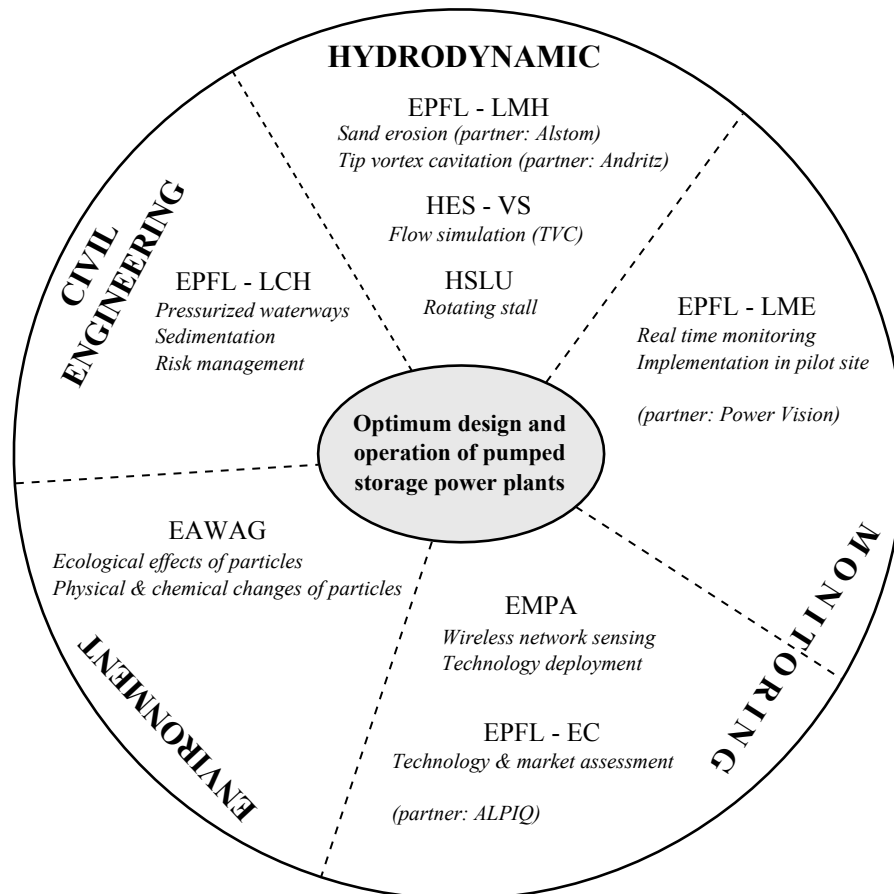 HYDRODYNAMIC
EPFL - LMH
Sand erosion (partner: Alstom)
Tip vortex cavitation (partner: Andritz)
HES - VS
Flow simulation (TVC)
HSLU
Rotating stall
CIVIL
ENGINEERING
EPFL - LCH
Pressurized waterways
Sedimentation
Risk management
EPFL - LME
Real time monitoring
Implementation in pilot site
(partner: Power Vision)
Optimum design and
operation of pumped
storage power plants
EAWAG
Ecological effects of particles
Physical & chemical changes of particles
ENVIRONMENT
EMPA
Wireless network sensing
Technology deployment
EPFL - EC
Technology & market assessment
(partner: ALPIQ)
MONITORING